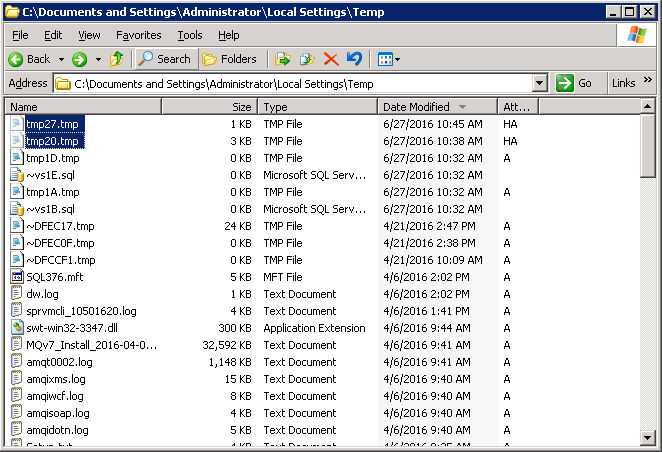 C:\Documents and Settings\Administrator\Local Settings\Temp
File Edit View Favorites Tools Help
Back Search Folders
Address C:\Documents and Settings\Administrator\Local Settings\Temp Go Links »
Name Size Type Date Modified Att...
tmp27.tmp 1 KB TMP File 6/27/2016 10:45 AM HA
tmp20.tmp 3 KB TMP File 6/27/2016 10:38 AM HA
tmp1D.tmp 0 KB TMP File 6/27/2016 10:32 AM A
~vs1E.sql 0 KB Microsoft SQL Serv... 6/27/2016 10:32 AM
tmp1A.tmp 0 KB TMP File 6/27/2016 10:32 AM A
~vs1B.sql 0 KB Microsoft SQL Serv... 6/27/2016 10:32 AM
~DFEC17.tmp 24 KB TMP File 4/21/2016 2:47 PM A
~DFEC0F.tmp 0 KB TMP File 4/21/2016 2:38 PM A
~DFCCF1.tmp 0 KB TMP File 4/21/2016 10:09 AM A
SQL376.mft 5 KB MFT File 4/6/2016 2:02 PM A
dw.log 1 KB Text Document 4/6/2016 2:02 PM A
sprvmcli_10501620.log 4 KB Text Document 4/6/2016 1:41 PM A
swt-win32-3347.dll 300 KB Application Extension 4/6/2016 9:44 AM A
MQv7_Install_2016-04-0... 32,592 KB Text Document 4/6/2016 9:41 AM A
amqt0002.log 1,148 KB Text Document 4/6/2016 9:41 AM A
amqixms.log 15 KB Text Document 4/6/2016 9:40 AM A
amqiwcf.log 8 KB Text Document 4/6/2016 9:40 AM A
amqisoap.log 4 KB Text Document 4/6/2016 9:40 AM A
amqidotn.log 5 KB Text Document 4/6/2016 9:40 AM A